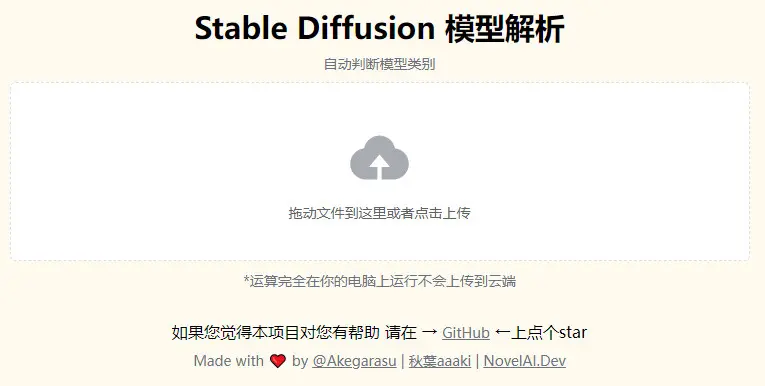 Stable Diffusion 模型解析
自动判断模型类别
拖动文件到这里或者点击上传
*运算完全在你的电脑上运行不会上传到云端
如果您觉得本项目对您有帮助 请在 → GitHub ←上点个star
Made with ❤ by @Akegarasu | 秋葉aaaki | NovelAI.Dev